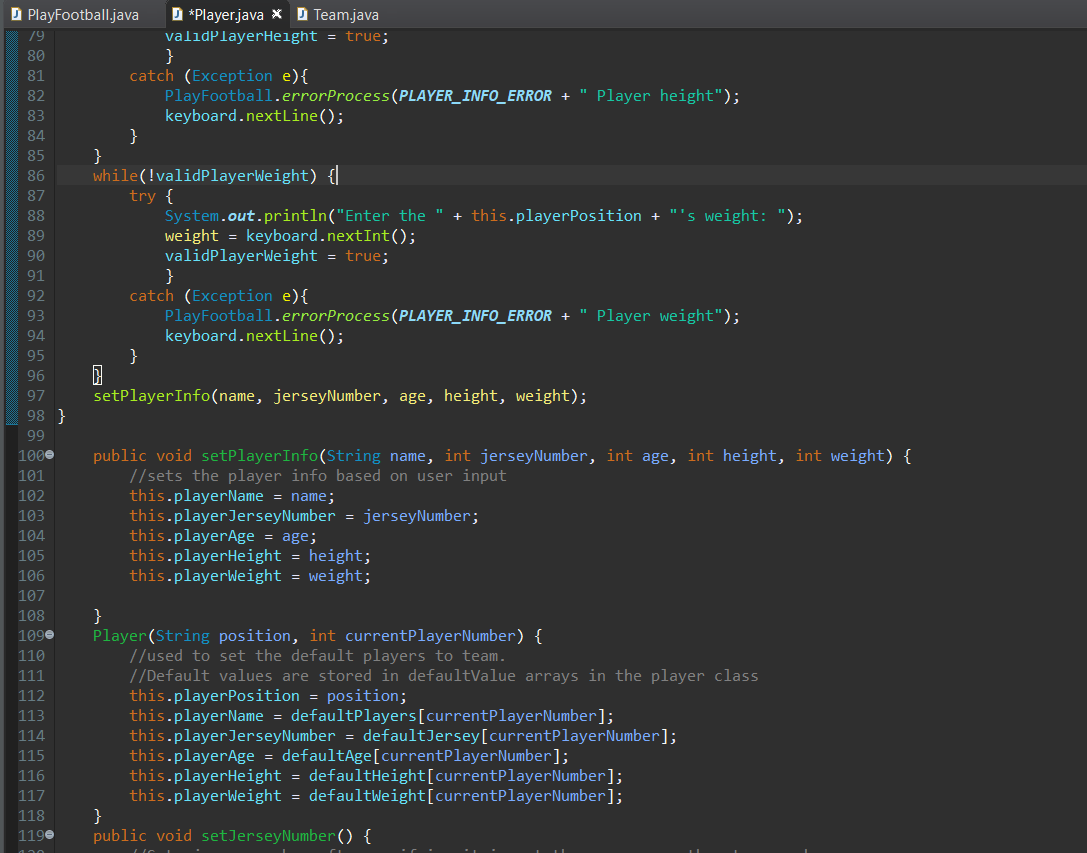 PlayFootball.java *Player.java Team.java
79 validPlayerHeight = true;
80 }
81 catch (Exception e){
82 PlayFootball.errorProcess(PLAYER_INFO_ERROR + " Player height");
83 keyboard.nextLine();
84 }
85 }
86 while(!validPlayerWeight) {
87 try {
88 System.out.println("Enter the " + this.playerPosition + "'s weight: ");
89 weight = keyboard.nextInt();
90 validPlayerWeight = true;
91 }
92 catch (Exception e){
93 PlayFootball.errorProcess(PLAYER_INFO_ERROR + " Player weight");
94 keyboard.nextLine();
95 }
96 }
97 setPlayerInfo(name, jerseyNumber, age, height, weight);
98 }
99
100 public void setPlayerInfo(String name, int jerseyNumber, int age, int height, int weight) {
101 //sets the player info based on user input
102 this.playerName = name;
103 this.playerJerseyNumber = jerseyNumber;
104 this.playerAge = age;
105 this.playerHeight = height;
106 this.playerWeight = weight;
107
108 }
109 Player(String position, int currentPlayerNumber) {
110 //used to set the default players to team.
111 //Default values are stored in defaultValue arrays in the player class
112 this.playerPosition = position;
113 this.playerName = defaultPlayers[currentPlayerNumber];
114 this.playerJerseyNumber = defaultJersey[currentPlayerNumber];
115 this.playerAge = defaultAge[currentPlayerNumber];
116 this.playerHeight = defaultHeight[currentPlayerNumber];
117 this.playerWeight = defaultWeight[currentPlayerNumber];
118 }
119 public void setJerseyNumber() {